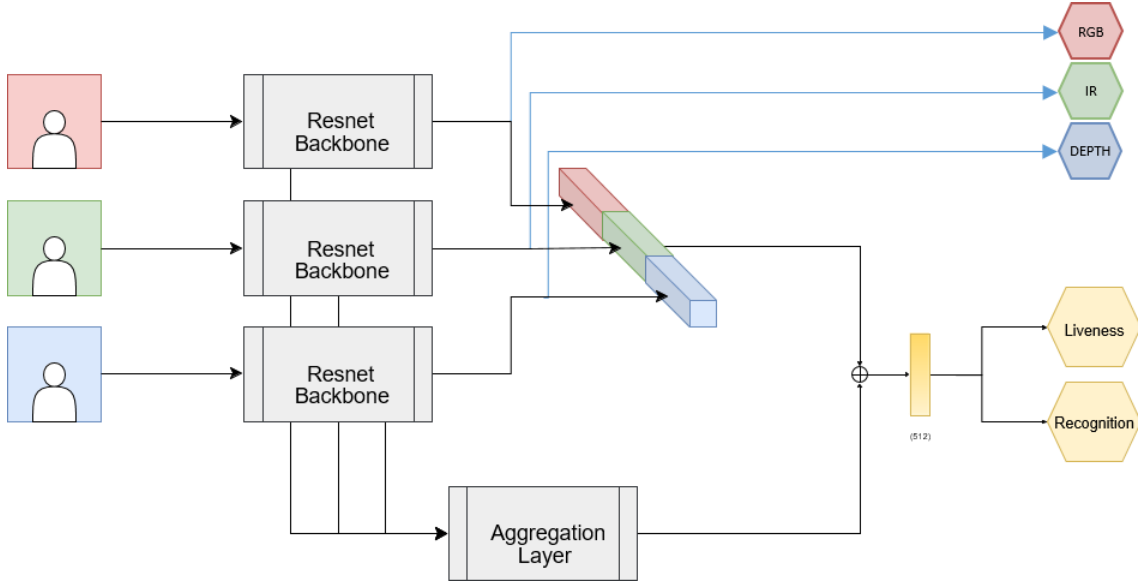 RGB
IR
DEPTH
Resnet
Backbone
Resnet
Backbone
Resnet
Backbone
Liveness
Recognition
(512)
Aggregation
Layer